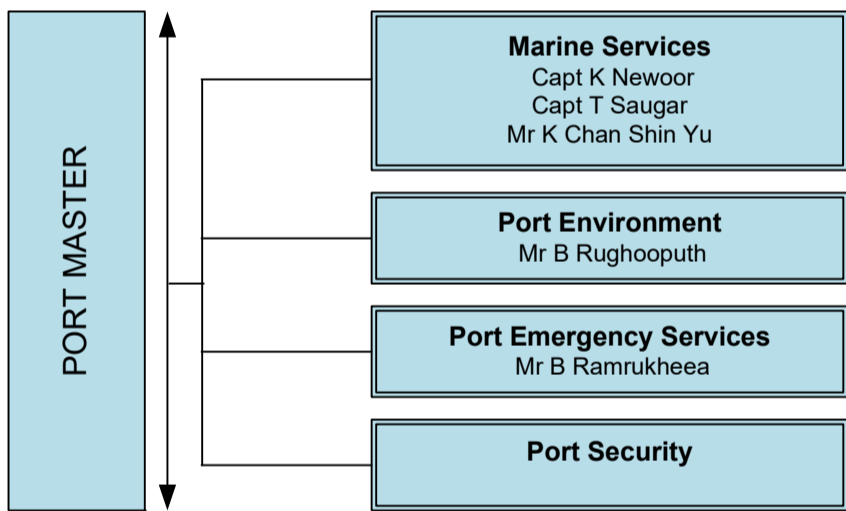 PORT MASTER
Marine Services
Capt K Newoor
Capt T Saugar
Mr K Chan Shin Yu
Port Environment
Mr B Rughooputh
Port Emergency Services
Mr B Ramrukheea
Port Security